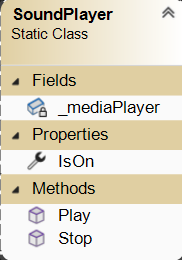 SoundPlayer
Static Class
Fields
_mediaPlayer
Properties
IsOn
Methods
Play
Stop